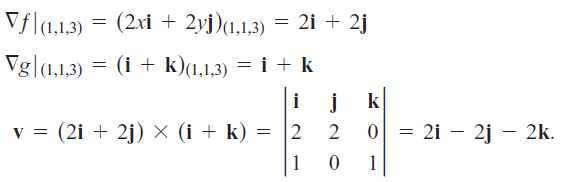 ∇f|(1,1,3) = (2xi + 2yj)(1,1,3) = 2i + 2j
∇g|(1,1,3) = (i + k)(1,1,3) = i + k
v = (2i + 2j) × (i + k) = |i j k; 2 2 0; 1 0 1| = 2i − 2j − 2k.